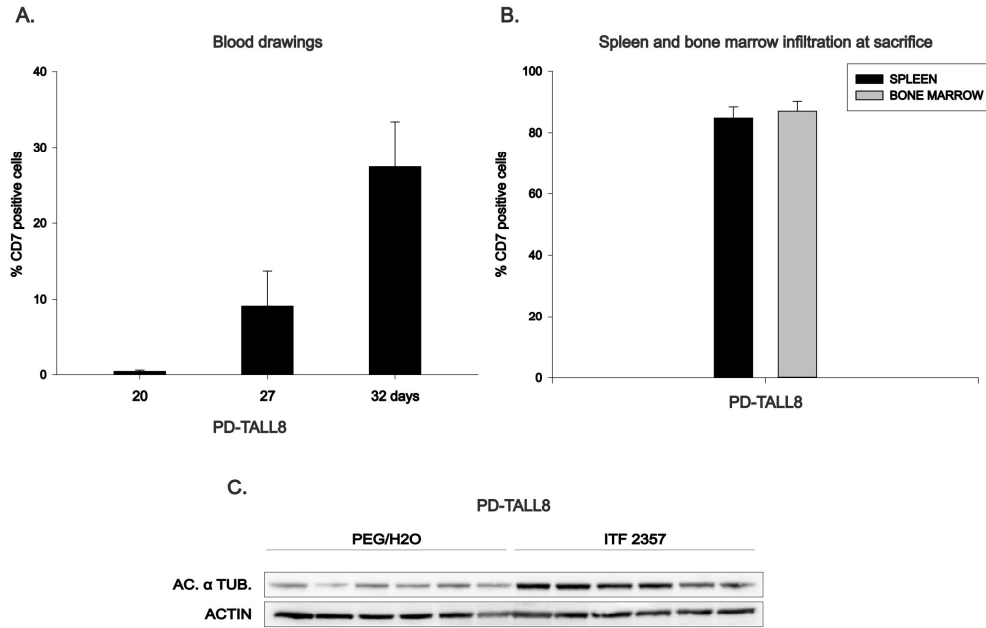 A.
Blood drawings
40
30
20
10
0
% CD7 positive cells
20 27 32 days
PD-TALL8
B.
Spleen and bone marrow infiltration at sacrifice
100
80
60
40
20
0
% CD7 positive cells
SPLEEN
BONE MARROW
PD-TALL8
C.
PD-TALL8
PEG/H2O ITF 2357
AC. α TUB.
ACTIN